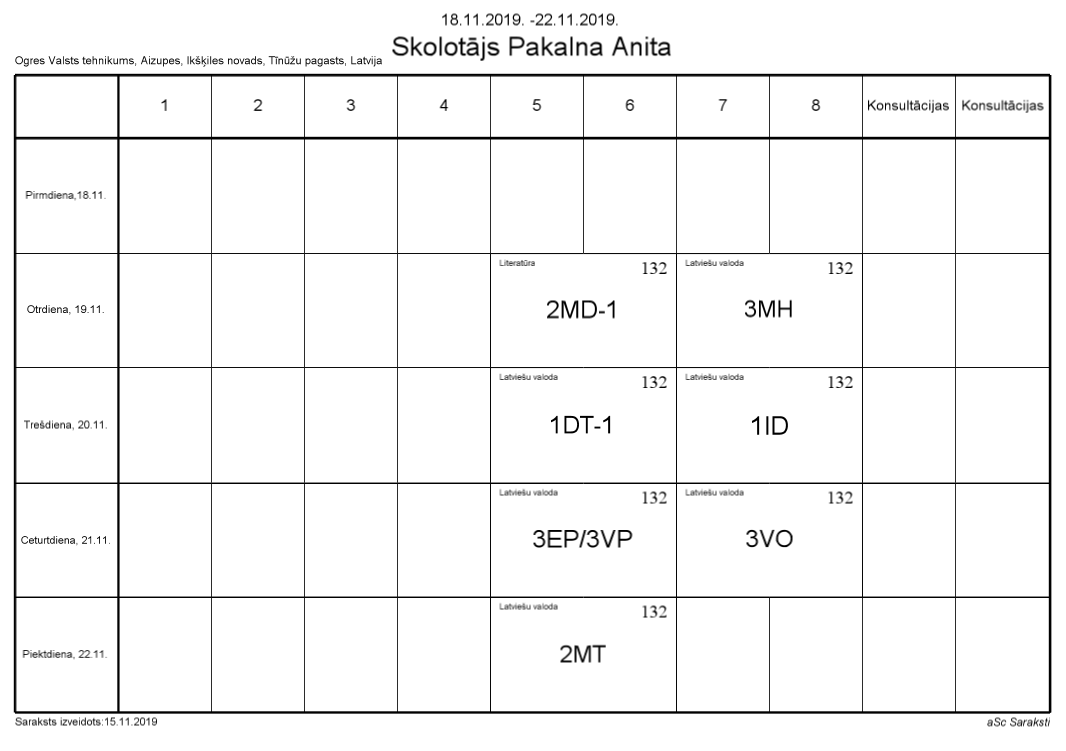 18.11.2019. -22.11.2019.
Skolotājs Pakalna Anita
Ogres Valsts tehnikums, Aizupes, Ikšķiles novads, Tīnūžu pagasts, Latvija
1 2 3 4 5 6 7 8 Konsultācijas Konsultācijas
Pirmdiena,18.11.
Literatūra 132 Latviešu valoda 132
Otrdiena, 19.11. 2MD-1 3MH
Latviešu valoda 132 Latviešu valoda 132
Trešdiena, 20.11. 1DT-1 1ID
Latviešu valoda 132 Latviešu valoda 132
Ceturtdiena, 21.11. 3EP/3VP 3VO
Latviešu valoda 132
Piektdiena, 22.11. 2MT
Saraksts izveidots:15.11.2019 aSc Saraksti